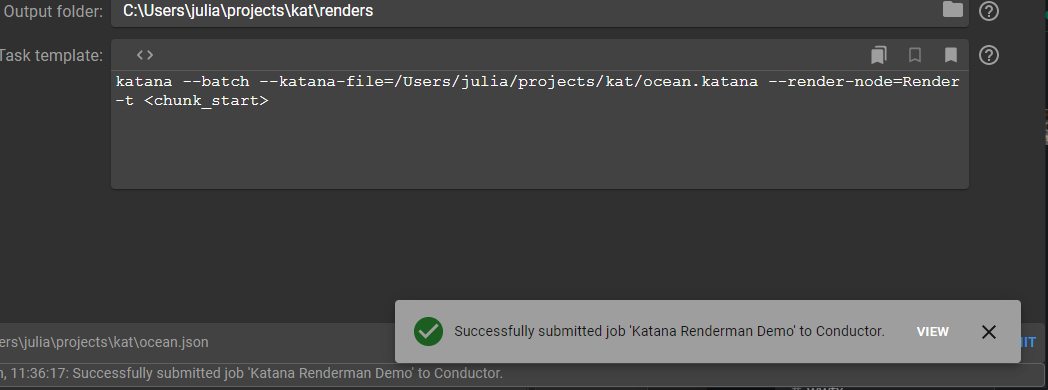 Output folder:
C:\Users\julia\projects\kat\renders
Task template:
<>
katana --batch --katana-file=/Users/julia/projects/kat/ocean.katana --render-node=Render
-t <chunk_start>
Successfully submitted job 'Katana Renderman Demo' to Conductor.
VIEW
ers\julia\projects\kat\ocean.json
IIT
11:36:17: Successfully submitted job 'Katana Renderman Demo' to Conductor.